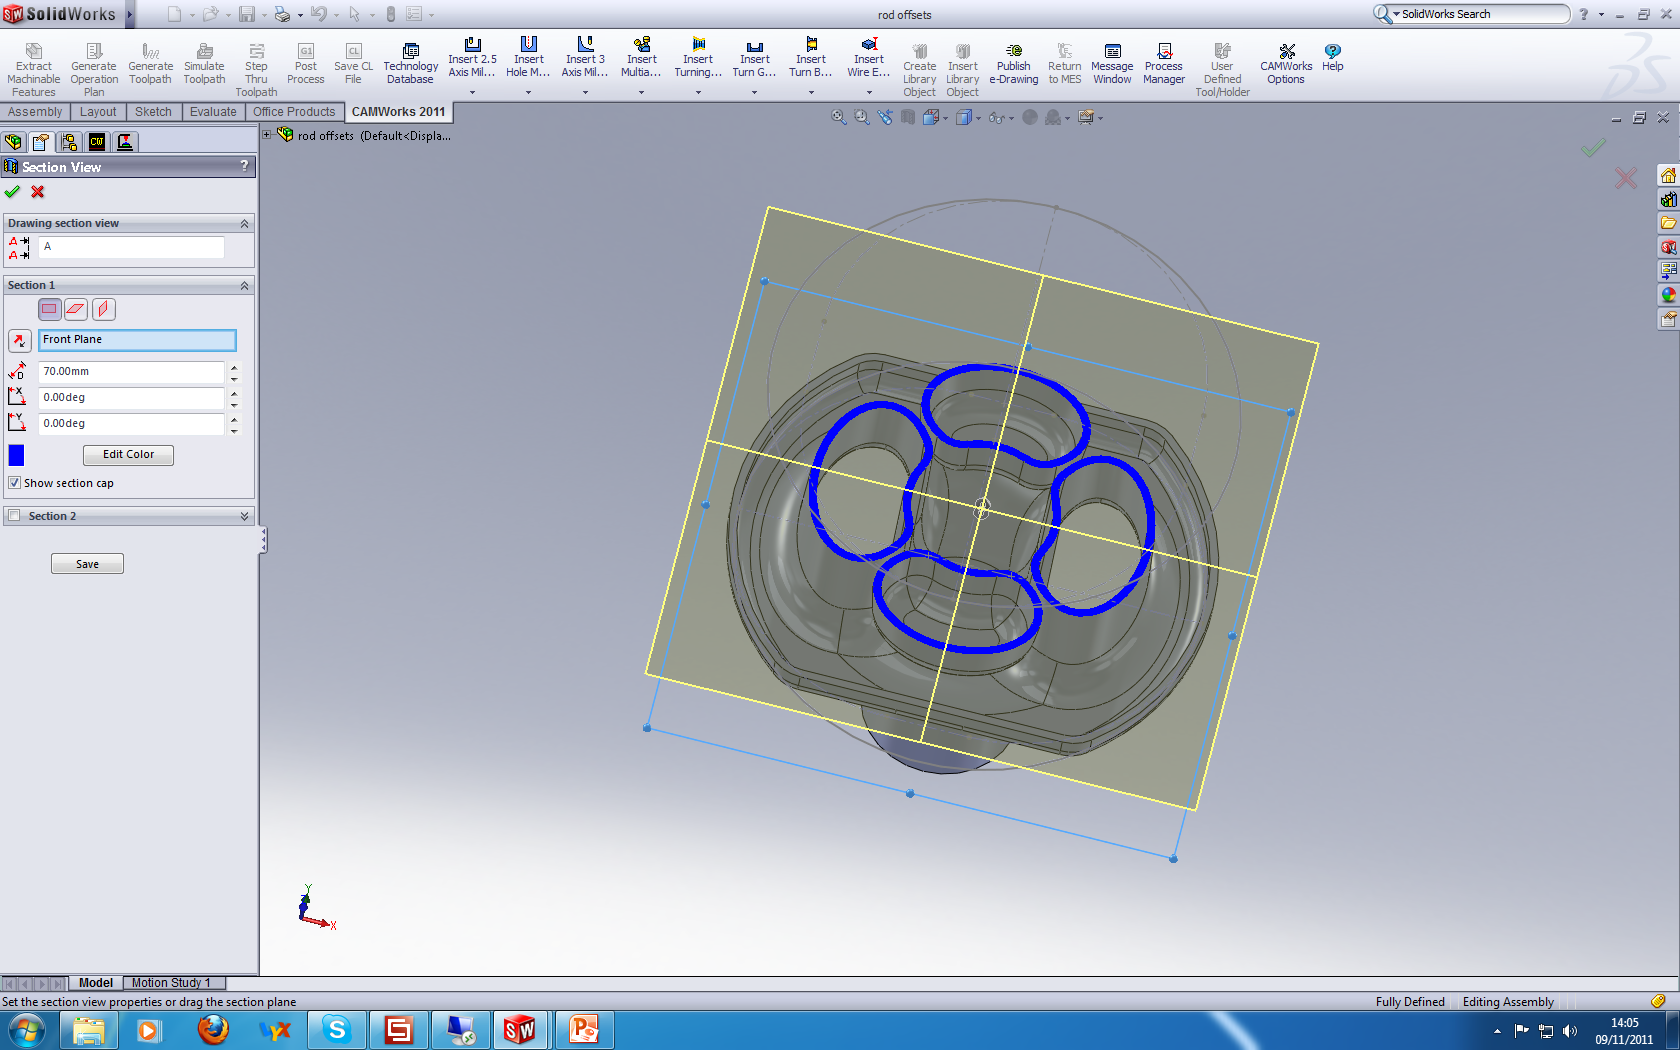 SolidWorks
rod offsets
SolidWorks Search
?
Extract Machinable Features
Generate Operation Plan
Generate Toolpath
Simulate Toolpath
Step Thru Toolpath
G1
Post Process
CL
Save CL File
Technology Database
Insert 2.5 Axis Mil...
Insert Hole M...
Insert 3 Axis Mil...
Insert Multia...
Insert Turning...
Insert Turn G...
Insert Turn B...
Insert Wire E...
Create Library Object
Insert Library Object
Publish e-Drawing
Return to MES
Message Window
Process Manager
User Defined Tool/Holder
CAMWorks Options
Help
Assembly
Layout
Sketch
Evaluate
Office Products
CAMWorks 2011
rod offsets (Default<Displa...
CW
Section View
?
Drawing section view
A
Section 1
Front Plane
70.00mm
0.00deg
0.00deg
Edit Color
Show section cap
Section 2
Save
Y
X
Model
Motion Study 1
Set the section view properties or drag the section plane
Fully Defined
Editing Assembly
14:05
09/11/2011